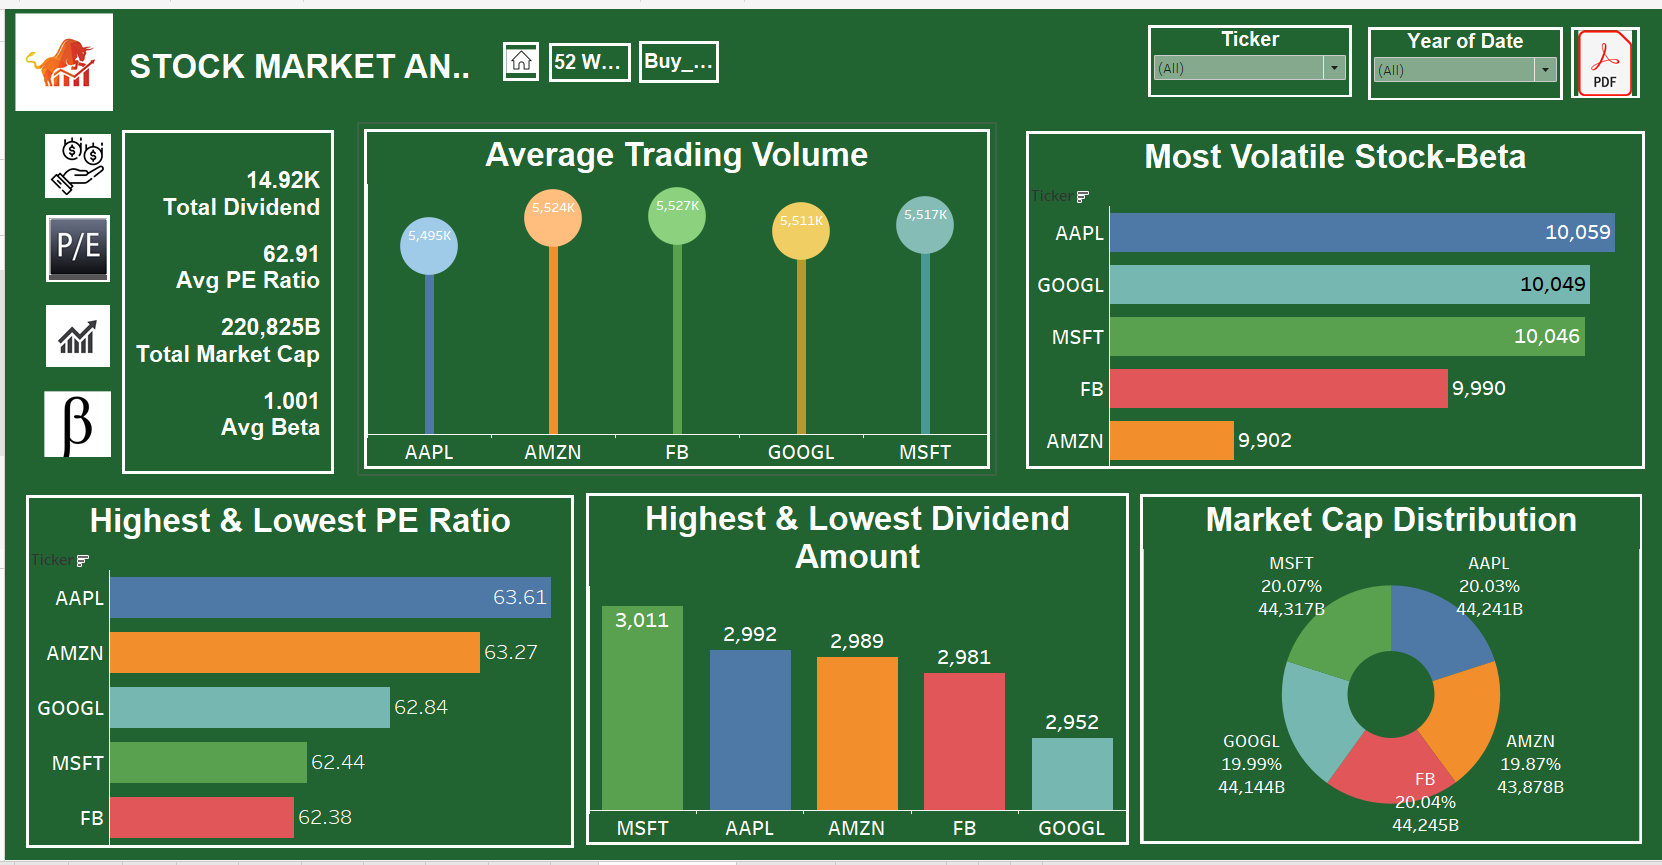 STOCK MARKET AN..
52 W...
Buy_...
Ticker
(All)
Year of Date
(All)
PDF
P/E
β
14.92K
Total Dividend
62.91
Avg PE Ratio
220,825B
Total Market Cap
1.001
Avg Beta
Average Trading Volume
5,495K
5,524K
5,527K
5,511K
5,517K
AAPL
AMZN
FB
GOOGL
MSFT
Most Volatile Stock-Beta
Ticker
AAPL 10,059
GOOGL 10,049
MSFT 10,046
FB 9,990
AMZN 9,902
Highest & Lowest PE Ratio
Ticker
AAPL 63.61
AMZN 63.27
GOOGL 62.84
MSFT 62.44
FB 62.38
Highest & Lowest Dividend
Amount
3,011
2,992
2,989
2,981
2,952
MSFT
AAPL
AMZN
FB
GOOGL
Market Cap Distribution
MSFT
20.07%
44,317B
AAPL
20.03%
44,241B
GOOGL
19.99%
44,144B
AMZN
19.87%
43,878B
FB
20.04%
44,245B